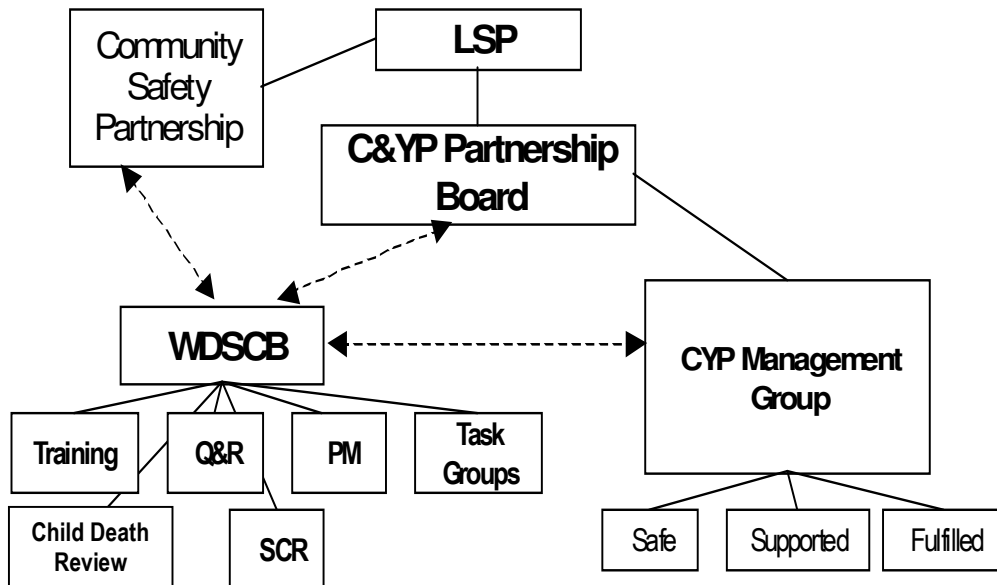 Community
Safety
Partnership
LSP
C&YP Partnership
Board
WDSCB
CYP Management
Group
Training
Q&R
PM
Task
Groups
Child Death
Review
SCR
Safe
Supported
Fulfilled